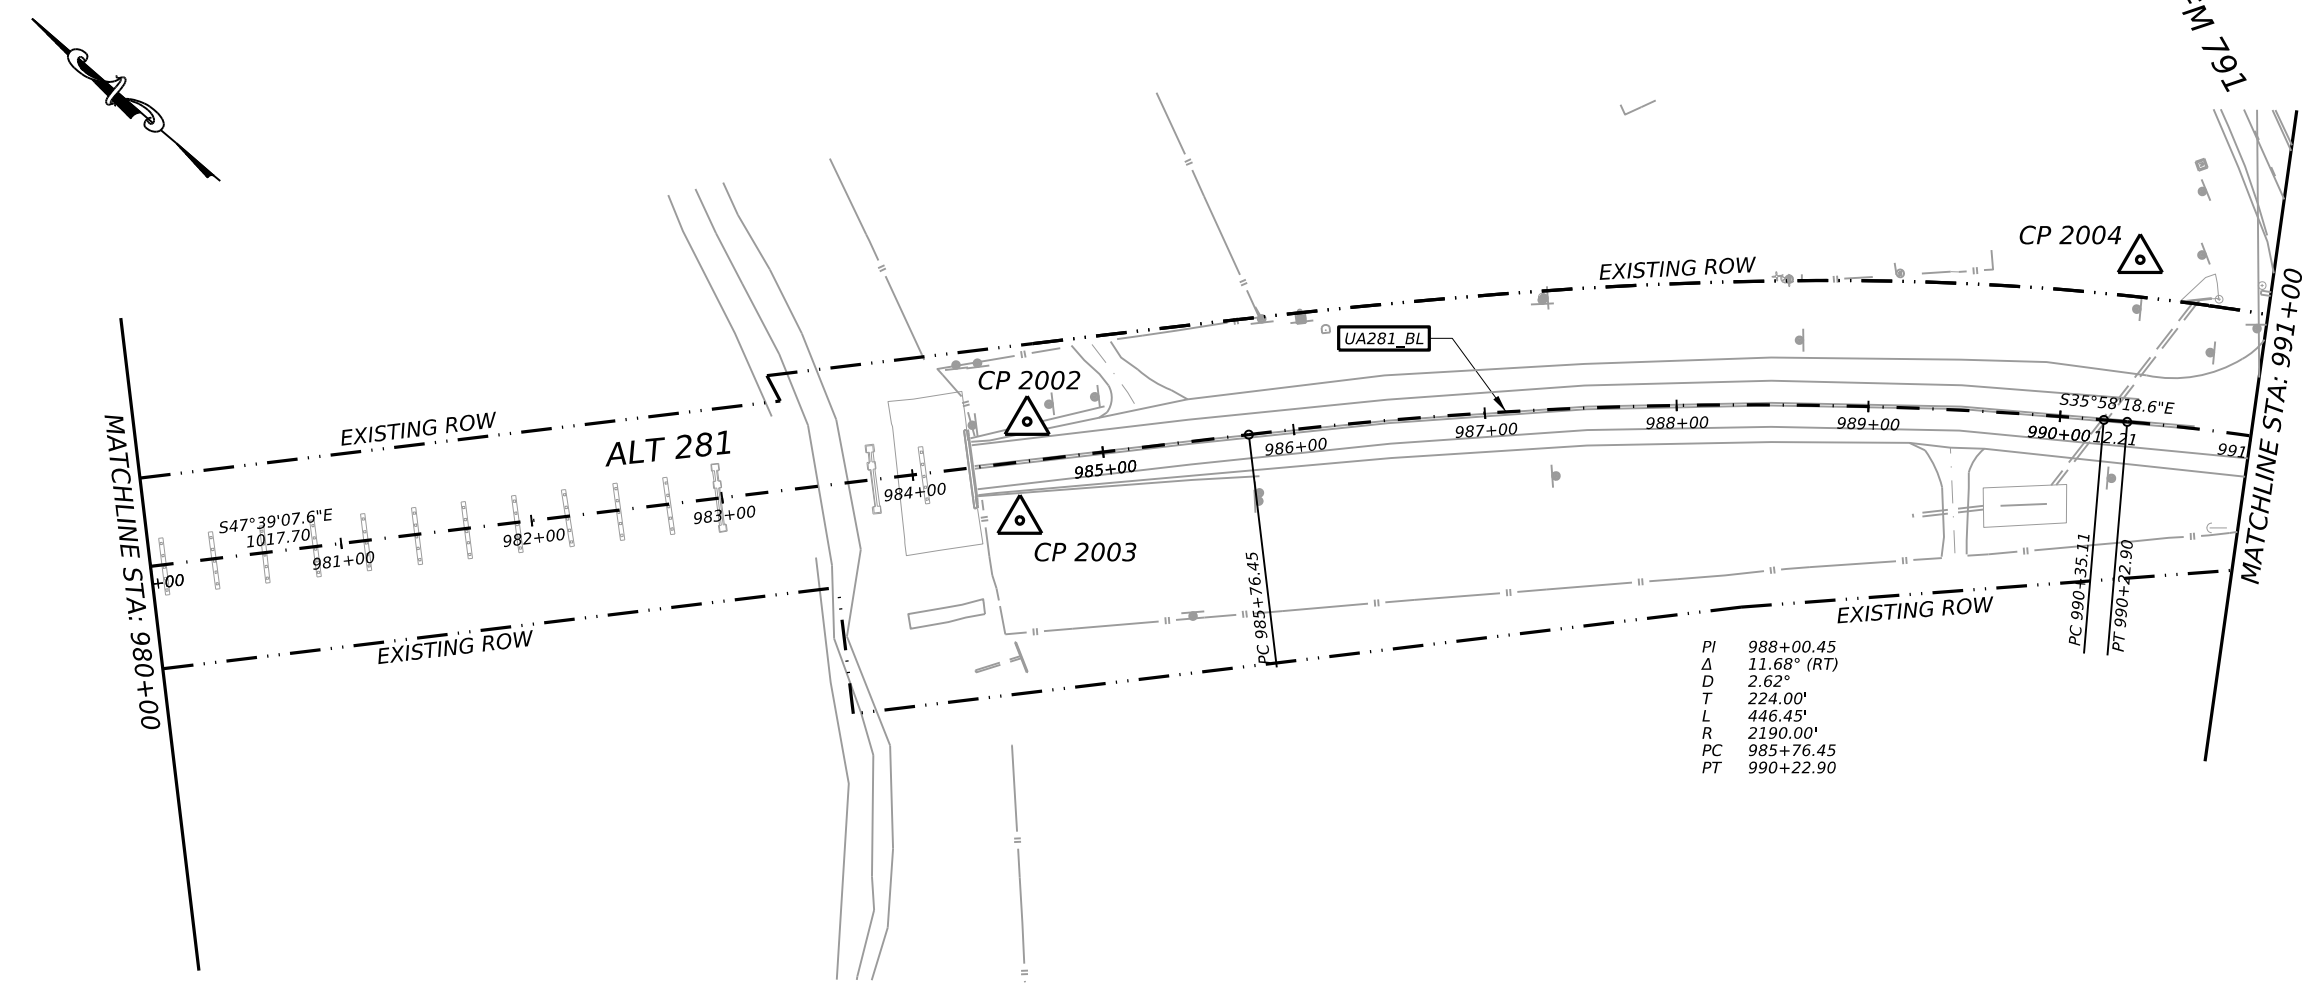 FM 791
CP 2004
EXISTING ROW
MATCHLINE STA: 991+00
UA281_BL
CP 2002
S35°58'18.6"E
12.21
EXISTING ROW
ALT 281
MATCHLINE STA: 980+00
S47°39'07.6"E
1017.70
+00
981+00
982+00
983+00
984+00
985+00
986+00
987+00
988+00
989+00
990+00
991
CP 2003
PC 985+76.45
PC 990+35.11
PT 990+22.90
EXISTING ROW
EXISTING ROW
PI 988+00.45
Δ 11.68° (RT)
D 2.62°
T 224.00'
L 446.45'
R 2190.00'
PC 985+76.45
PT 990+22.90